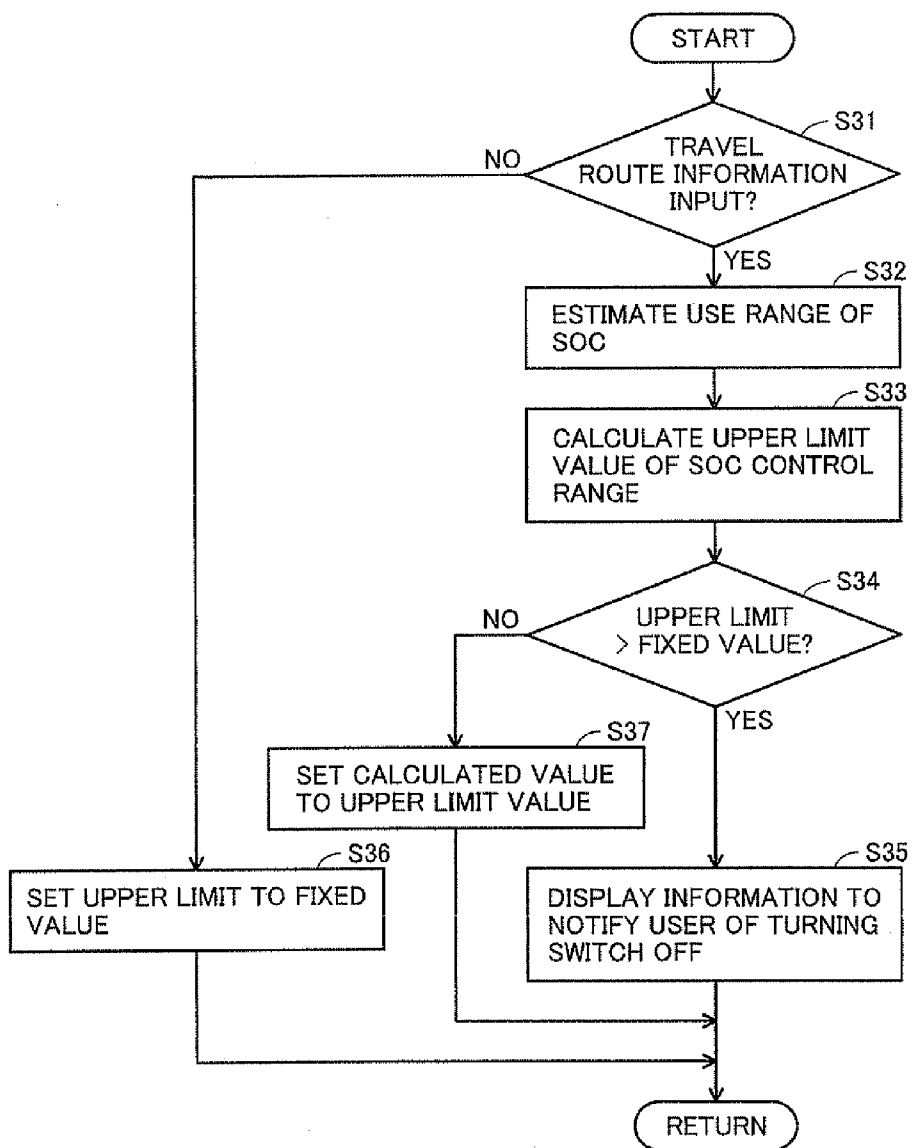 START
S31
TRAVEL
ROUTE INFORMATION
INPUT?
NO
YES
S32
ESTIMATE USE RANGE OF
SOC
S33
CALCULATE UPPER LIMIT
VALUE OF SOC CONTROL
RANGE
S34
UPPER LIMIT
> FIXED VALUE?
NO
YES
S37
SET CALCULATED VALUE
TO UPPER LIMIT VALUE
S36
SET UPPER LIMIT TO FIXED
VALUE
S35
DISPLAY INFORMATION TO
NOTIFY USER OF TURNING
SWITCH OFF
RETURN